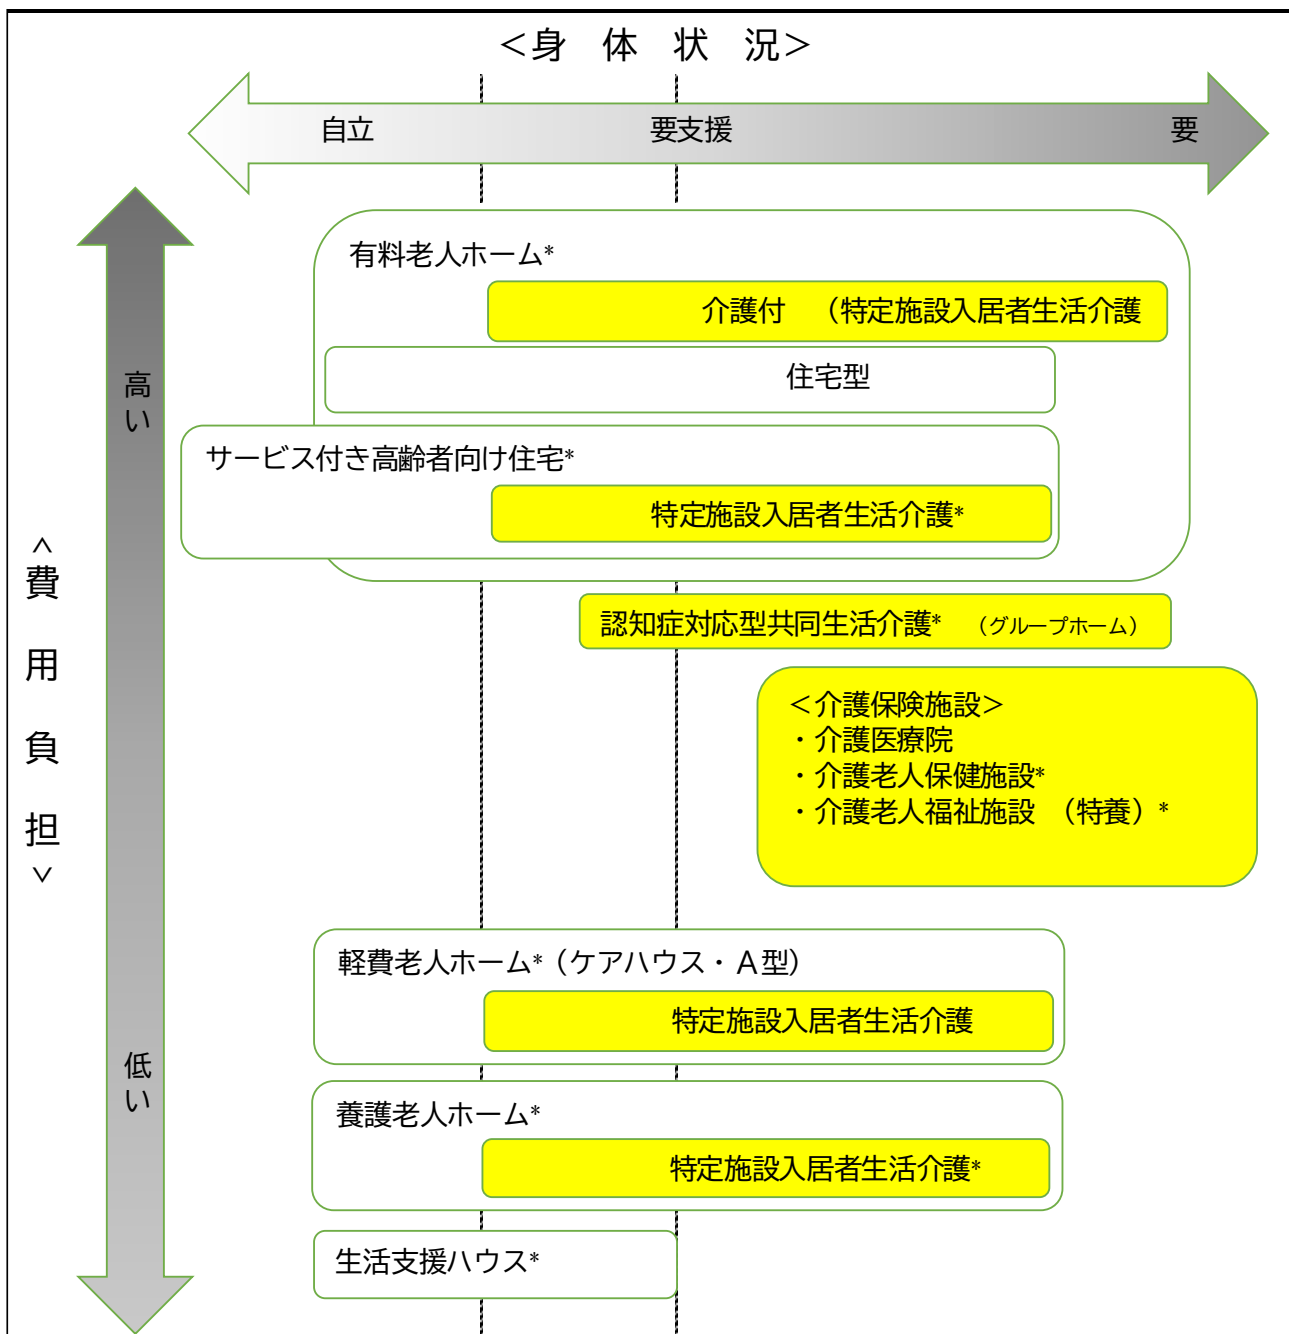 ＜身　体　状　況＞
自立　要支援　要
有料老人ホーム*
介護付　（特定施設入居者生活介護
住宅型
高い
サービス付き高齢者向け住宅*
特定施設入居者生活介護*
＜費用負担＞
認知症対応型共同生活介護*　（グループホーム）
＜介護保険施設＞
・介護医療院
・介護老人保健施設*
・介護老人福祉施設　（特養）*
軽費老人ホーム*（ケアハウス・Ａ型）
特定施設入居者生活介護
低い
養護老人ホーム*
特定施設入居者生活介護*
生活支援ハウス*